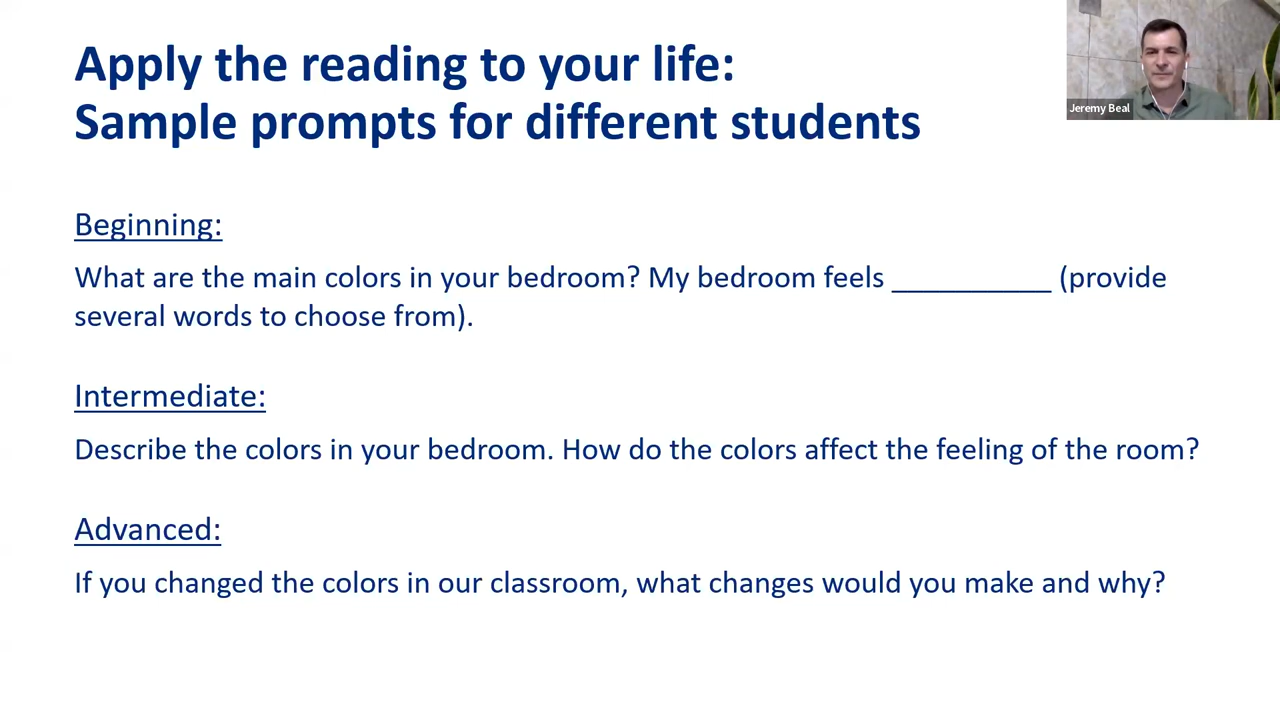 Apply the reading to your life:
Sample prompts for different students
Jeremy Beal
Beginning:
What are the main colors in your bedroom? My bedroom feels __________ (provide
several words to choose from).
Intermediate:
Describe the colors in your bedroom. How do the colors affect the feeling of the room?
Advanced:
If you changed the colors in our classroom, what changes would you make and why?